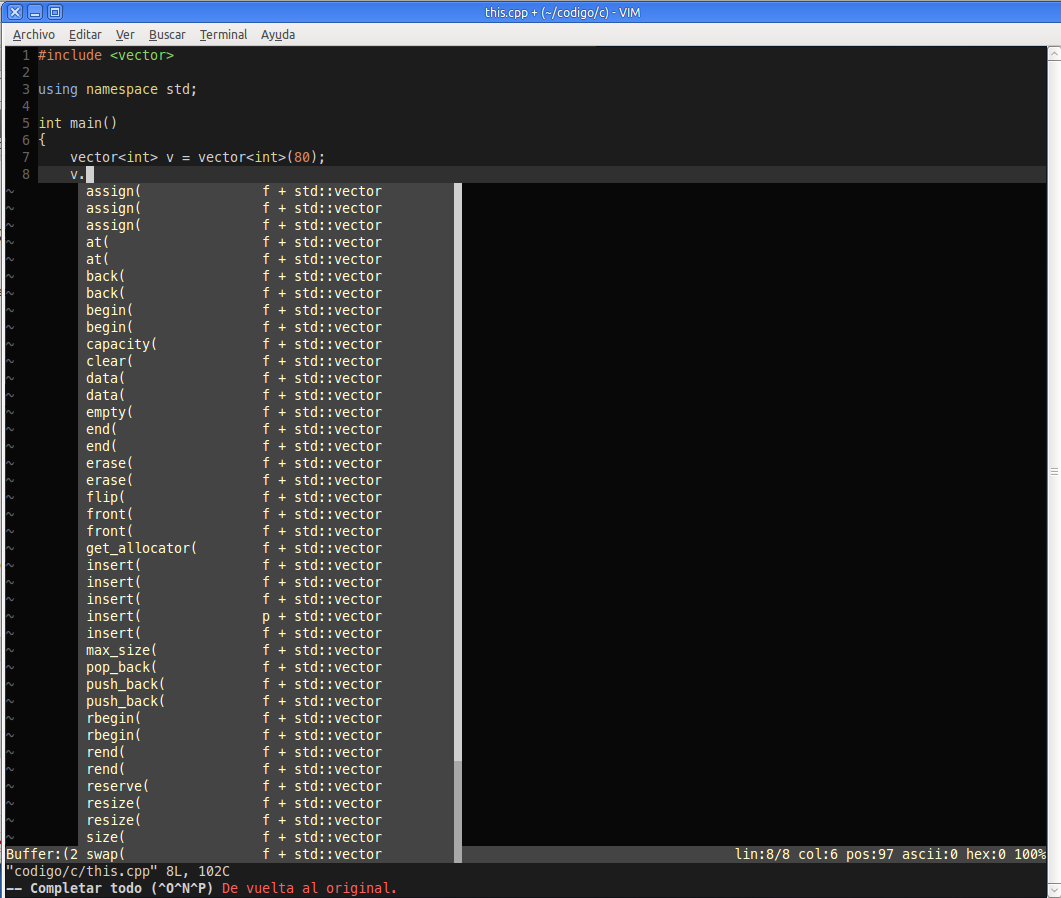 this.cpp + (~/codigo/c) - VIM
Archivo Editar Ver Buscar Terminal Ayuda
1 #include <vector>
2
3 using namespace std;
4
5 int main()
6 {
7     vector<int> v = vector<int>(80);
8     v.
~ assign( f + std::vector
~ assign( f + std::vector
~ assign( f + std::vector
~ at( f + std::vector
~ at( f + std::vector
~ back( f + std::vector
~ back( f + std::vector
~ begin( f + std::vector
~ begin( f + std::vector
~ capacity( f + std::vector
~ clear( f + std::vector
~ data( f + std::vector
~ data( f + std::vector
~ empty( f + std::vector
~ end( f + std::vector
~ end( f + std::vector
~ erase( f + std::vector
~ erase( f + std::vector
~ flip( f + std::vector
~ front( f + std::vector
~ front( f + std::vector
~ get_allocator( f + std::vector
~ insert( f + std::vector
~ insert( f + std::vector
~ insert( f + std::vector
~ insert( p + std::vector
~ insert( f + std::vector
~ max_size( f + std::vector
~ pop_back( f + std::vector
~ push_back( f + std::vector
~ push_back( f + std::vector
~ rbegin( f + std::vector
~ rbegin( f + std::vector
~ rend( f + std::vector
~ rend( f + std::vector
~ reserve( f + std::vector
~ resize( f + std::vector
~ resize( f + std::vector
~ size( f + std::vector
Buffer:(2 swap( f + std::vector lin:8/8 col:6 pos:97 ascii:0 hex:0 100%
"codigo/c/this.cpp" 8L, 102C
-- Completar todo (^O^N^P) De vuelta al original.